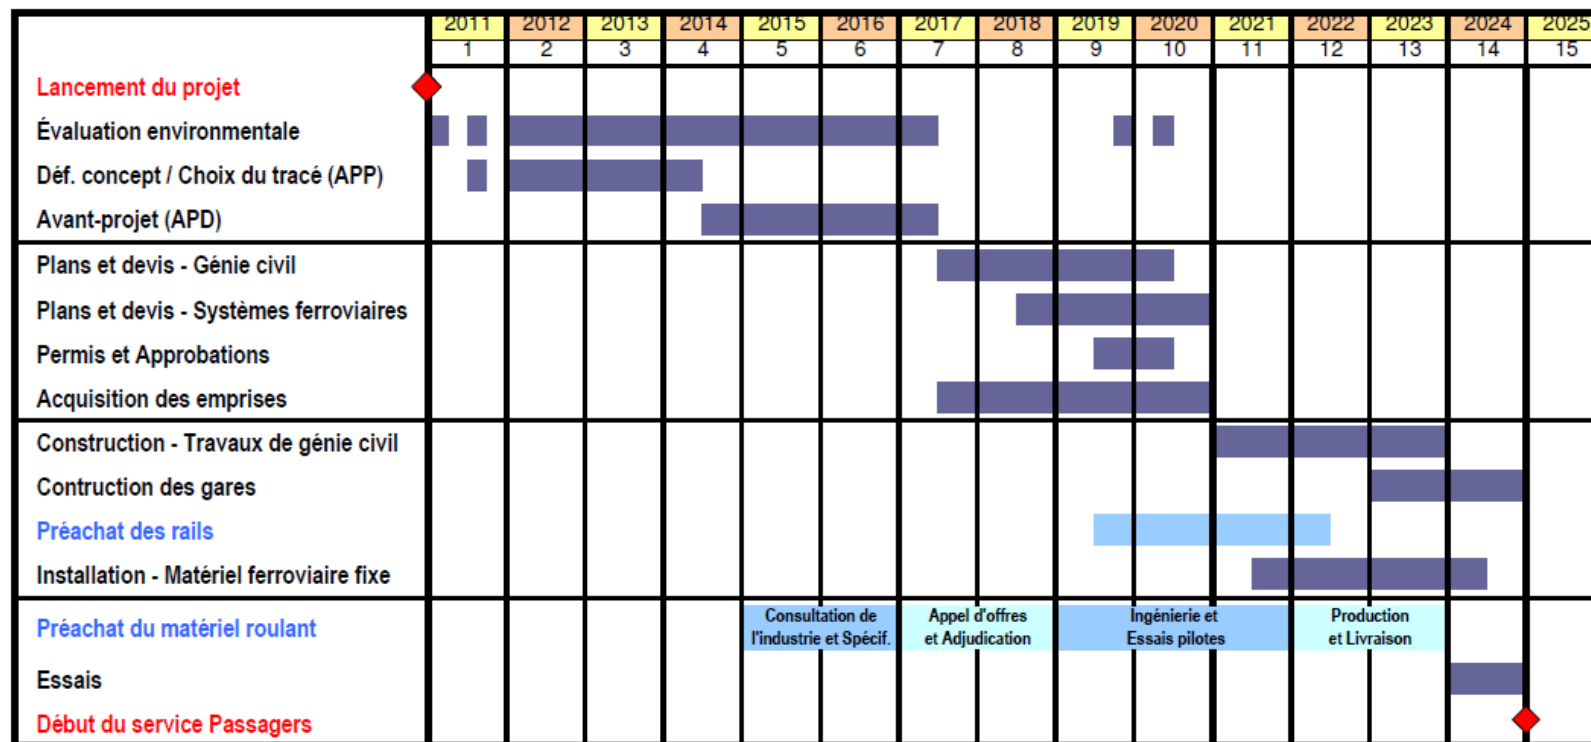 2011 2012 2013 2014 2015 2016 2017 2018 2019 2020 2021 2022 2023 2024 2025
1 2 3 4 5 6 7 8 9 10 11 12 13 14 15
Lancement du projet
Évaluation environmentale
Déf. concept / Choix du tracé (APP)
Avant-projet (APD)
Plans et devis - Génie civil
Plans et devis - Systèmes ferroviaires
Permis et Approbations
Acquisition des emprises
Construction - Travaux de génie civil
Contruction des gares
Préachat des rails
Installation - Matériel ferroviaire fixe
Préachat du matériel roulant
Consultation de
l'industrie et Spécif.
Appel d'offres
et Adjudication
Ingénierie et
Essais pilotes
Production
et Livraison
Essais
Début du service Passagers